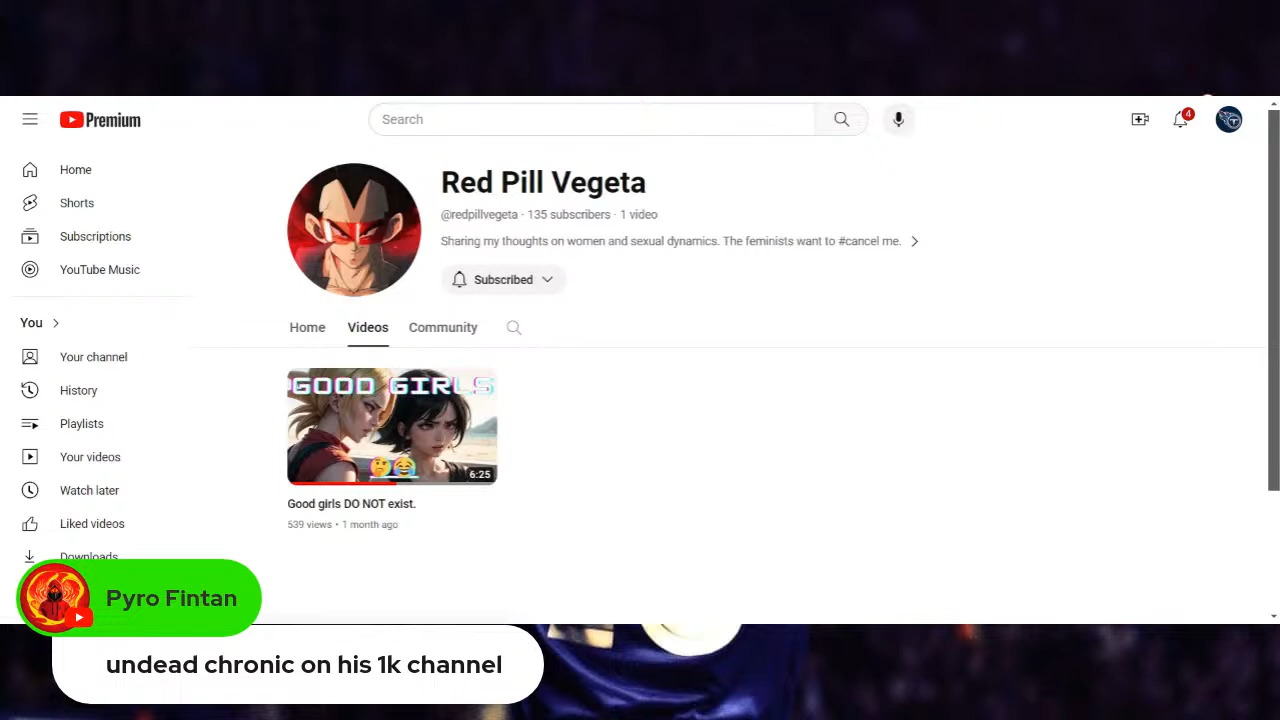 Premium
Search
4
Home
Shorts
Subscriptions
YouTube Music
You
Your channel
History
Playlists
Your videos
Watch later
Liked videos
Downloads
Red Pill Vegeta
@redpillvegeta · 135 subscribers · 1 video
Sharing my thoughts on women and sexual dynamics. The feminists want to #cancel me.
Subscribed
Home Videos Community
GOOD GIRLS
6:25
Good girls DO NOT exist.
539 views • 1 month ago
Pyro Fintan
undead chronic on his 1k channel